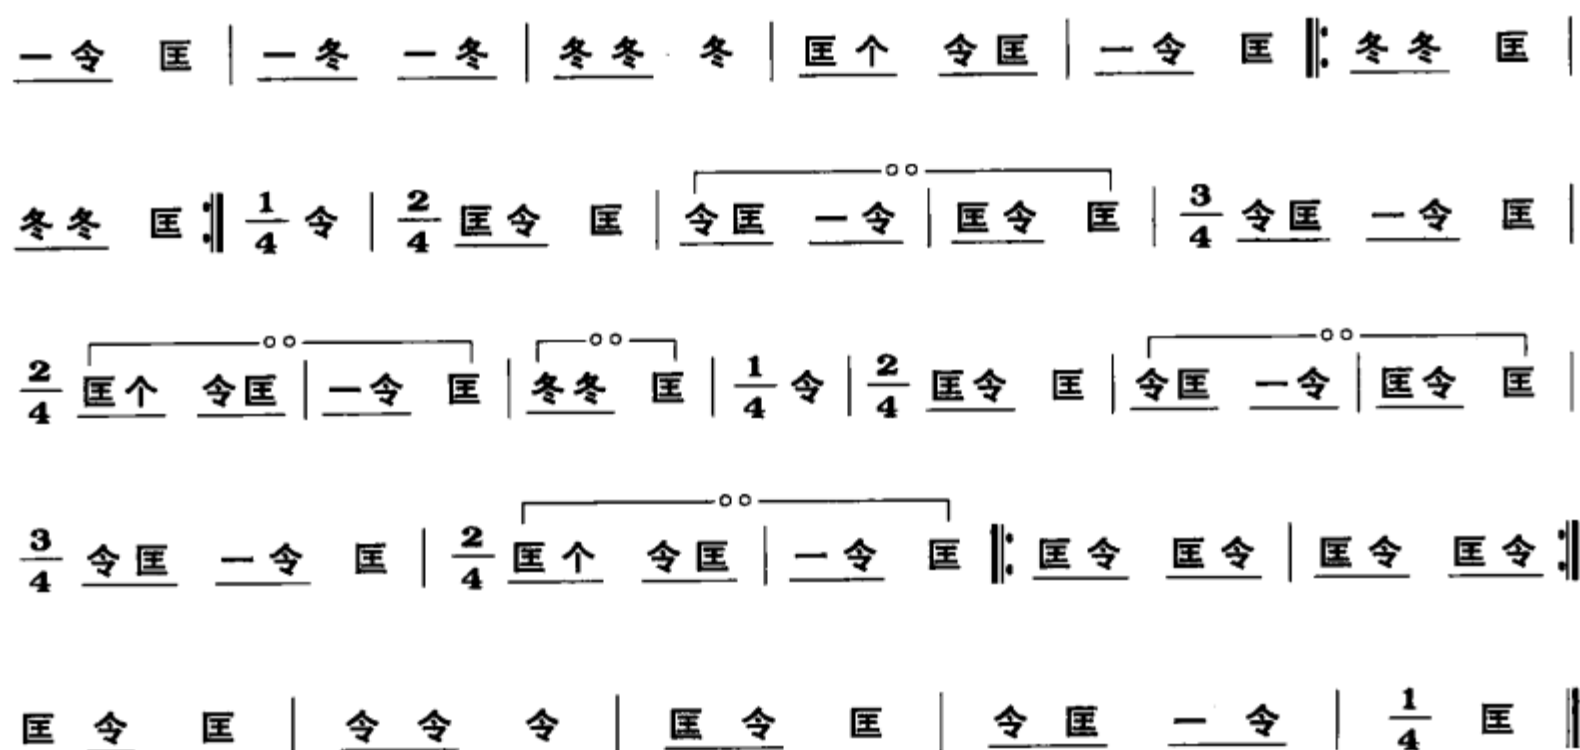 一令 匡 | 一冬 一冬 | 冬冬 冬 | 匡个 令匡 | 一令 匡 ‖: 冬冬 匡 |
冬冬 匡 :‖ 1/4 令 | 2/4 匡令 匡 | 令匡 一令 | 匡令 匡 | 3/4 令匡 一令 匡 |
2/4 匡个 令匡 | 一令 匡 | 冬冬 匡 | 1/4 令 | 2/4 匡令 匡 | 令匡 一令 | 匡令 匡 |
3/4 令匡 一令 匡 | 2/4 匡个 令匡 | 一令 匡 ‖: 匡令 匡令 | 匡令 匡令 :‖
匡令 匡 | 令令 令 | 匡令 匡 | 令匡 一令 | 1/4 匡 ‖